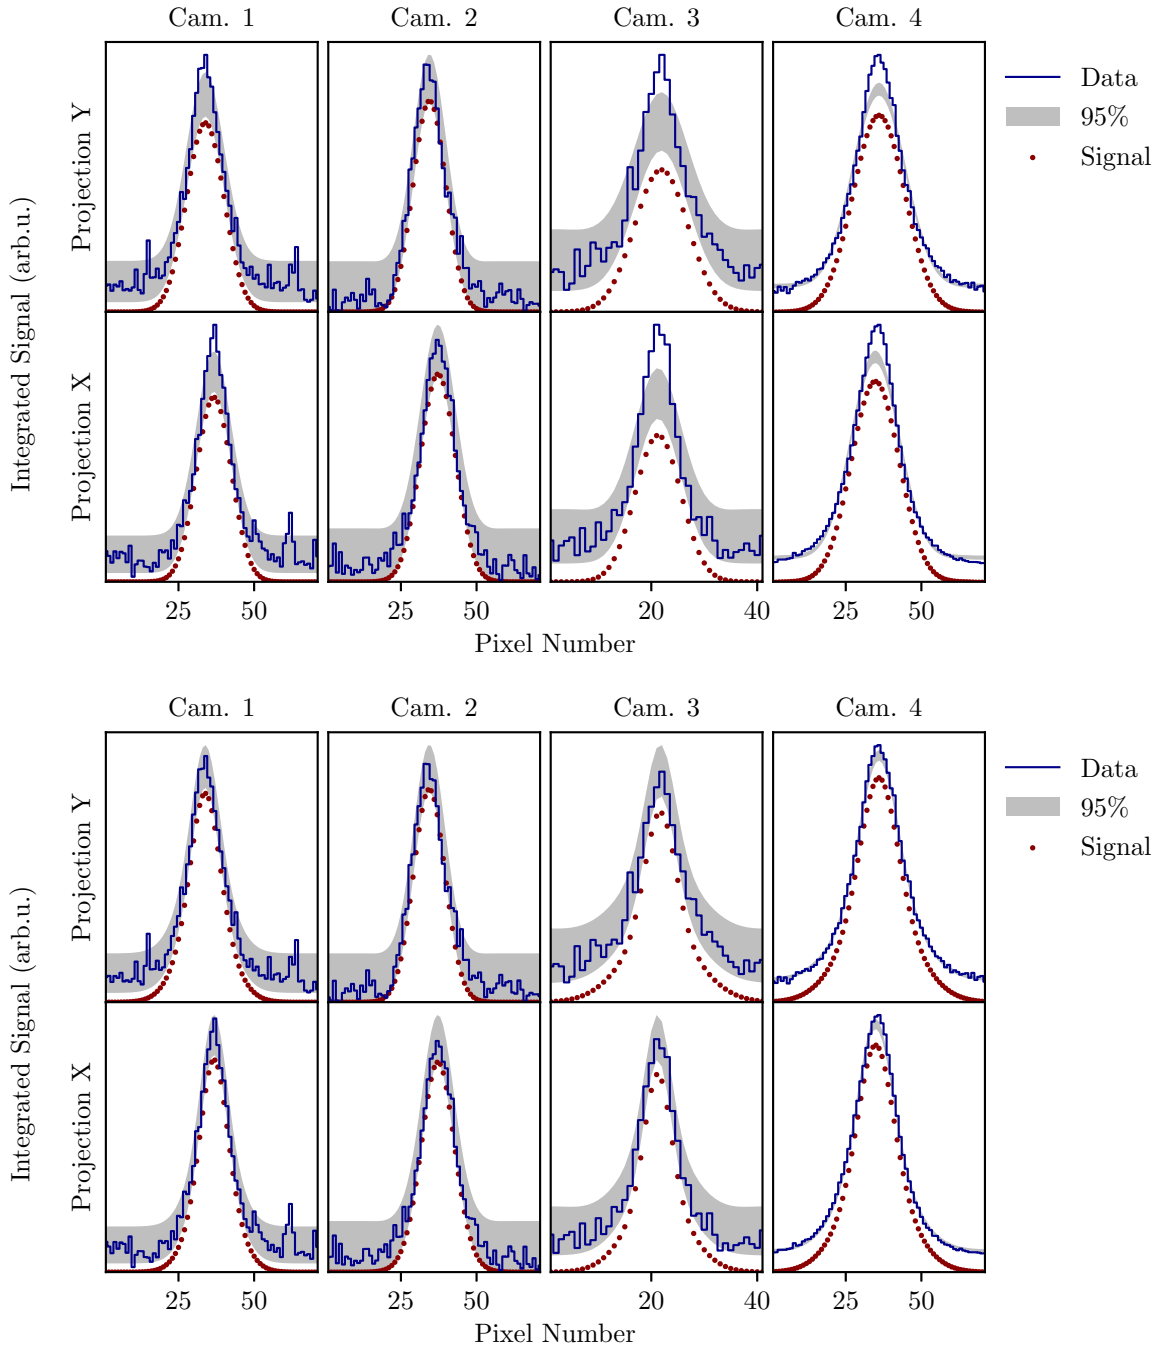 Cam. 1 Cam. 2 Cam. 3 Cam. 4
Integrated Signal (arb.u.)
Projection Y
Projection X
Data
95%
Signal
25 50 25 50 20 40 25 50
Pixel Number
Cam. 1 Cam. 2 Cam. 3 Cam. 4
Integrated Signal (arb.u.)
Projection Y
Projection X
Data
95%
Signal
25 50 25 50 20 40 25 50
Pixel Number